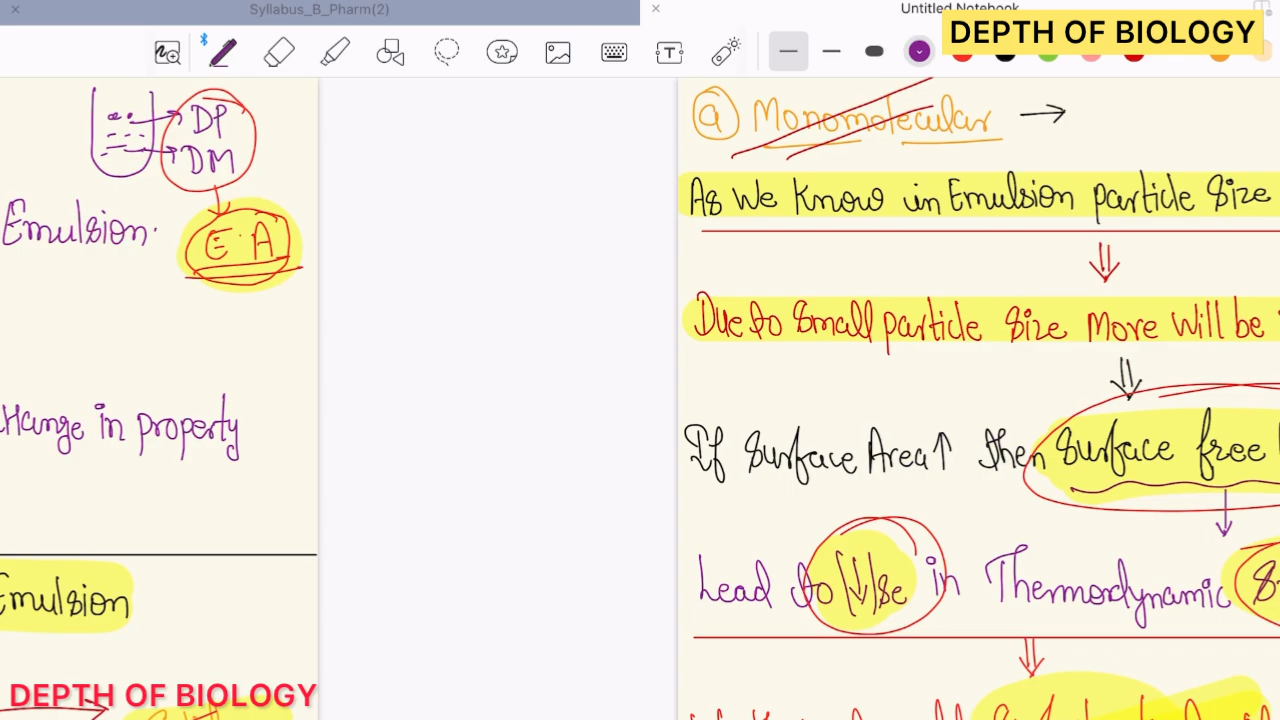 Syllabus_B_Pharm(2)
Untitled Notebook
DEPTH OF BIOLOGY
DP
DM
Emulsion.
E.A
Change in property
Emulsion
DEPTH OF BIOLOGY
(a) Monomolecular →
As We Know in Emulsion particle Size
Due to Small particle Size More Will be
If Surface Area↑ then Surface free
Lead to (↓)se in Thermodynamic S